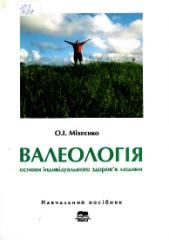 О.І. Міхеєнко
ВАЛЕОЛОГІЯ
ОСНОВИ ІНДИВІДУАЛЬНОГО ЗДОРОВ'Я ЛЮДИНИ
Навчальний посібник